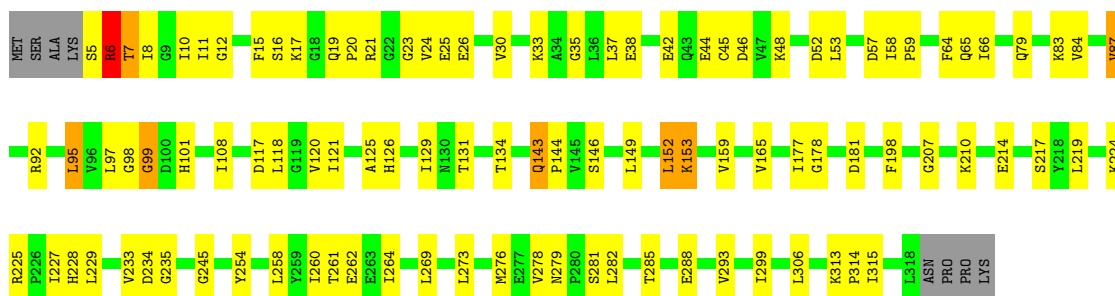 MET SER ALA LYS S5 R6 T7 I8 G9 I10 I11 G12 F15 S16 K17 G18 Q19 P20 R21 G22 G23 V24 E25 E26 V30 K33 A34 G35 L36 L37 E38 E42 Q43 E44 C45 D46 V47 K48 D52 L53 D57 I58 P59 F64 Q65 I66 Q79 K83 V84
R92 L95 V96 L97 G98 G99 D100 H101 I108 D117 L118 G119 V120 I121 A125 H126 I129 N130 T131 T134 Q143 P144 V145 S146 L149 L152 K153 V159 V165 I177 G178 D181 F198 G207 K210 E214 S217 Y218 L219
R225 P226 I227 H228 L229 V233 D234 G235 G245 Y254 L258 Y259 I260 T261 E262 E263 I264 L269 L273 M276 E277 V278 N279 P280 S281 L282 T285 E288 V293 I299 L306 K313 P314 I315 L318 ASN PRO PRO LYS